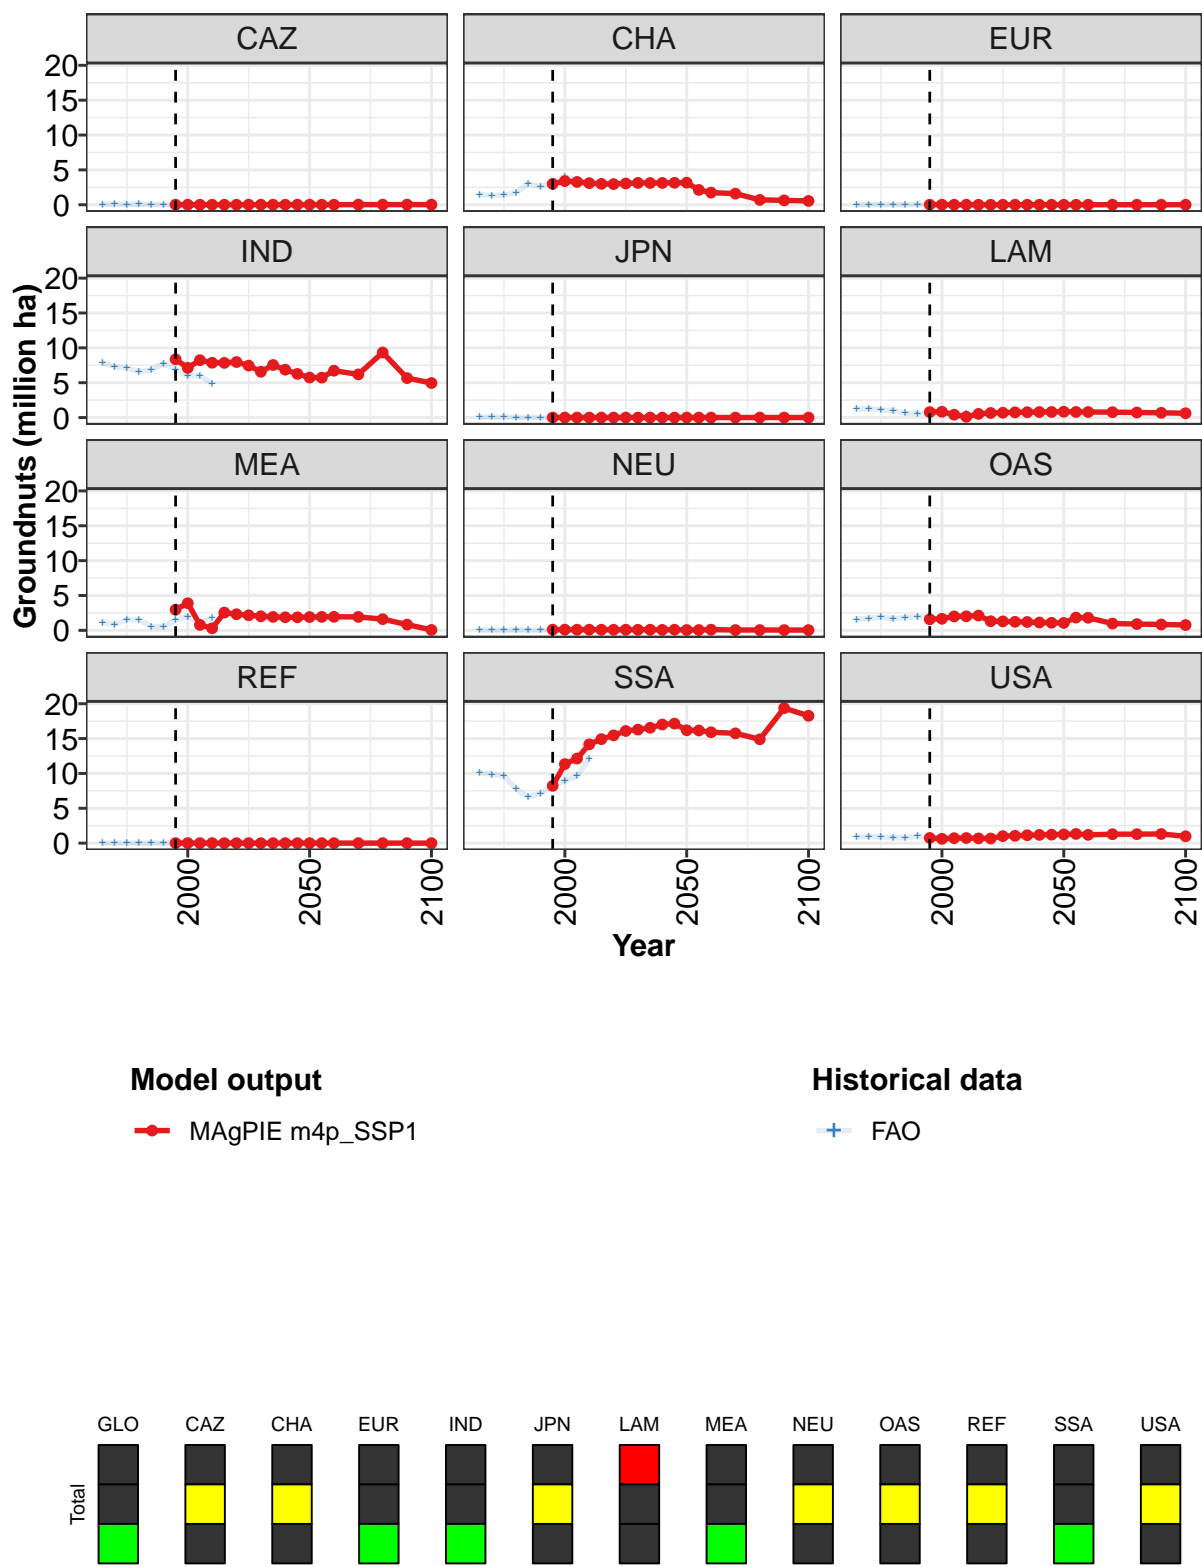 CAZ CHA EUR
20
15
10
5
0
IND JPN LAM
20
15
10
5
0
MEA NEU OAS
20
15
10
5
0
REF SSA USA
20
15
10
5
0
2000 2050 2100 2000 2050 2100 2000 2050 2100
Groundnuts (million ha)
Year
Model output Historical data
MAgPIE m4p_SSP1 FAO
GLO CAZ CHA EUR IND JPN LAM MEA NEU OAS REF SSA USA
Total